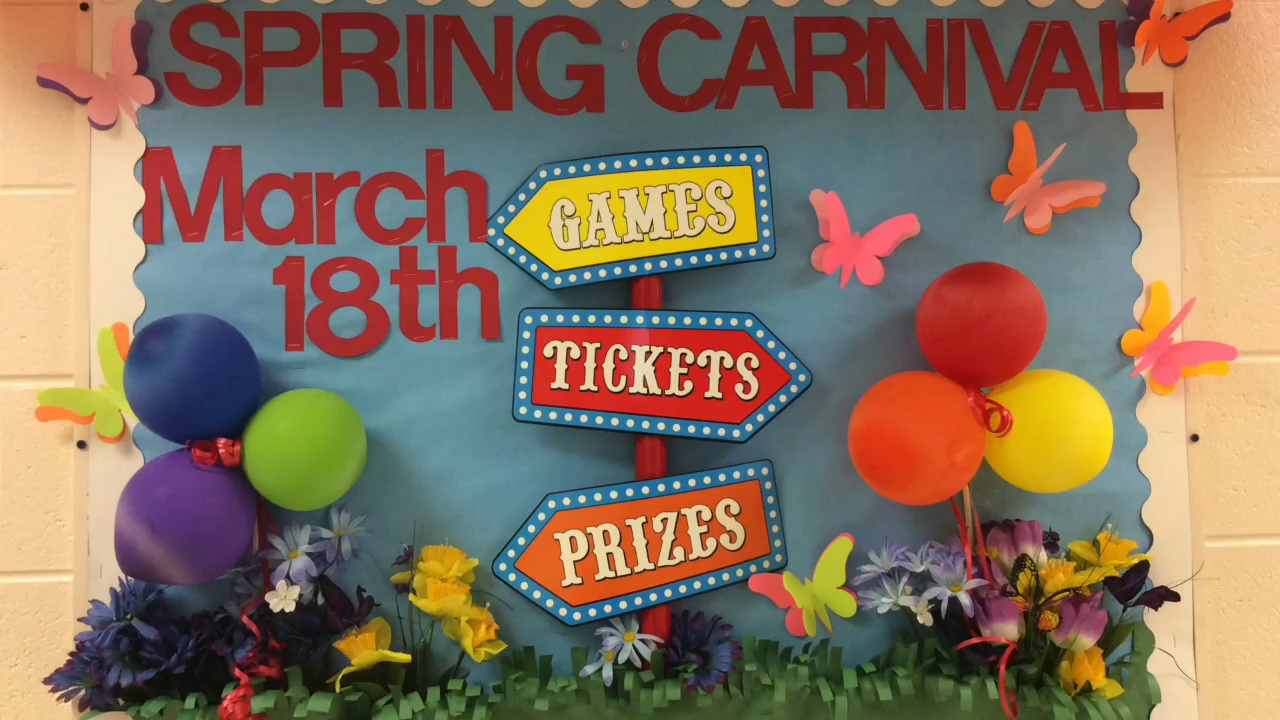 SPRING CARNIVAL
March
18th
GAMES
TICKETS
PRIZES